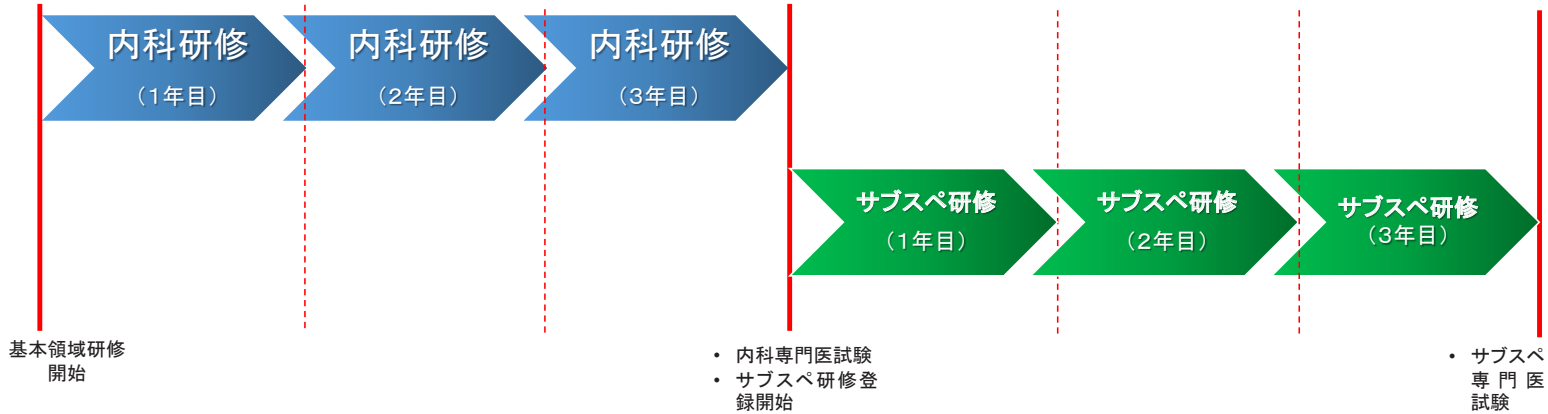 内科研修
（1年目）
内科研修
（2年目）
内科研修
（3年目）
サブスペ研修
（1年目）
サブスペ研修
（2年目）
サブスペ研修
（3年目）
基本領域研修
開始
• 内科専門医試験
• サブスペ研修登
録開始
• サブスペ
専門医
試験